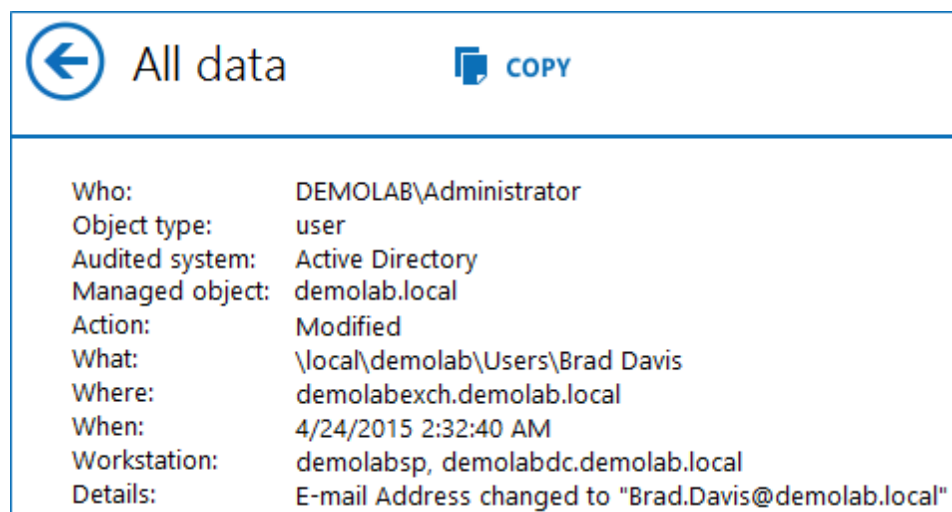 All data COPY
Who: DEMOLAB\Administrator
Object type: user
Audited system: Active Directory
Managed object: demolab.local
Action: Modified
What: \local\demolab\Users\Brad Davis
Where: demolabexch.demolab.local
When: 4/24/2015 2:32:40 AM
Workstation: demolabsp, demolabdc.demolab.local
Details: E-mail Address changed to "Brad.Davis@demolab.local"